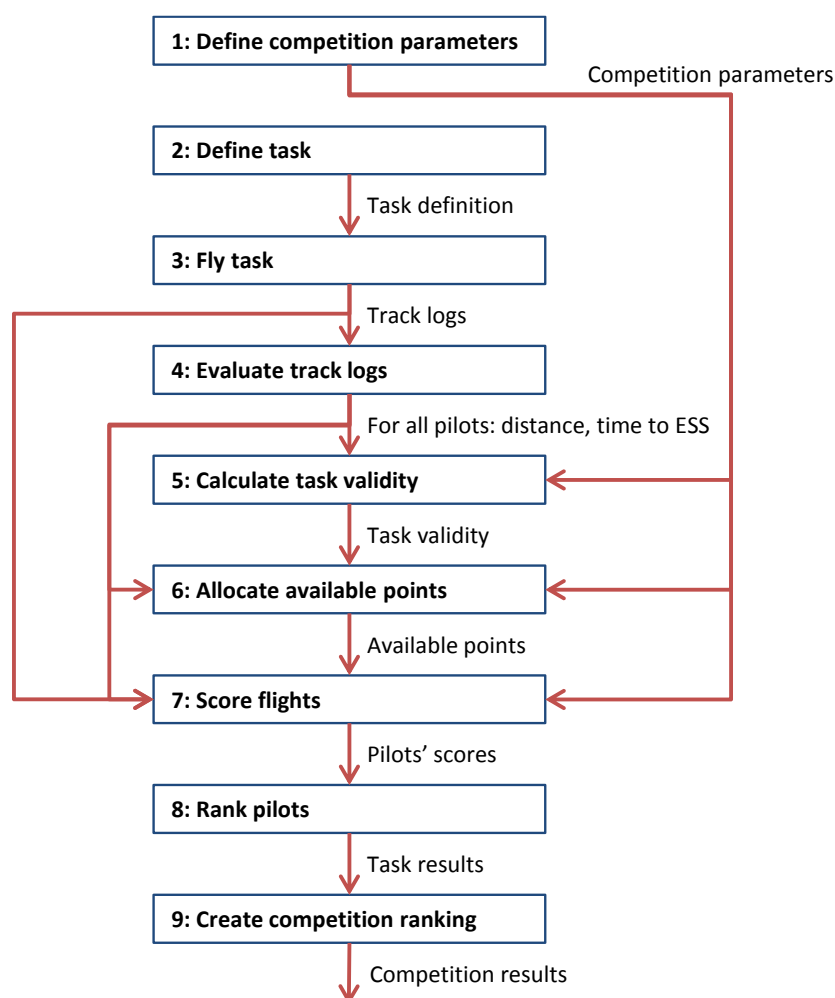 1: Define competition parameters
Competition parameters
2: Define task
Task definition
3: Fly task
Track logs
4: Evaluate track logs
For all pilots: distance, time to ESS
5: Calculate task validity
Task validity
6: Allocate available points
Available points
7: Score flights
Pilots’ scores
8: Rank pilots
Task results
9: Create competition ranking
Competition results